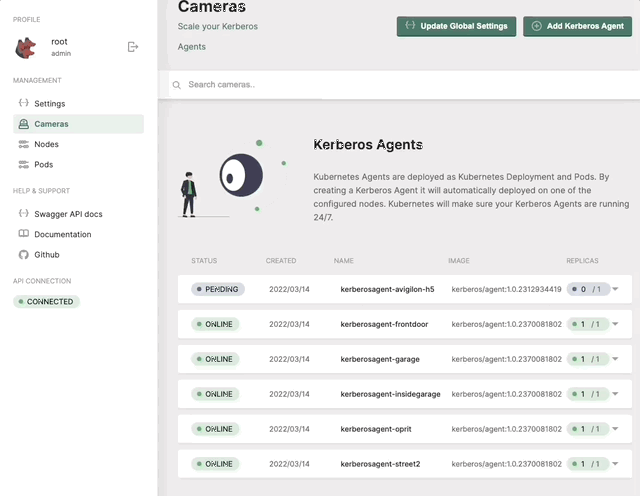 PROFILE
root
admin
MANAGEMENT
Settings
Cameras
Nodes
Pods
HELP & SUPPORT
Swagger API docs
Documentation
Github
API CONNECTION
CONNECTED
Cameras
Scale your Kerberos
Agents
Update Global Settings
Add Kerberos Agent
Search cameras..
Kerberos Agents
Kubernetes Agents are deployed as Kubernetes Deployment and Pods. By
creating a Kerberos Agent it will automatically deployed on one of the
configured nodes. Kubernetes will make sure your Kerberos Agents are running
24/7.
STATUS CREATED NAME IMAGE REPLICAS
PENDING 2022/03/14 kerberosagent-avigilon-h5 kerberos/agent:1.0.2312934419 0 / 1
ONLINE 2022/03/14 kerberosagent-frontdoor kerberos/agent:1.0.2370081802 1 / 1
ONLINE 2022/03/14 kerberosagent-garage kerberos/agent:1.0.2370081802 1 / 1
ONLINE 2022/03/14 kerberosagent-insidegarage kerberos/agent:1.0.2370081802 1 / 1
ONLINE 2022/03/14 kerberosagent-oprit kerberos/agent:1.0.2370081802 1 / 1
ONLINE 2022/03/14 kerberosagent-street2 kerberos/agent:1.0.2370081802 1 / 1